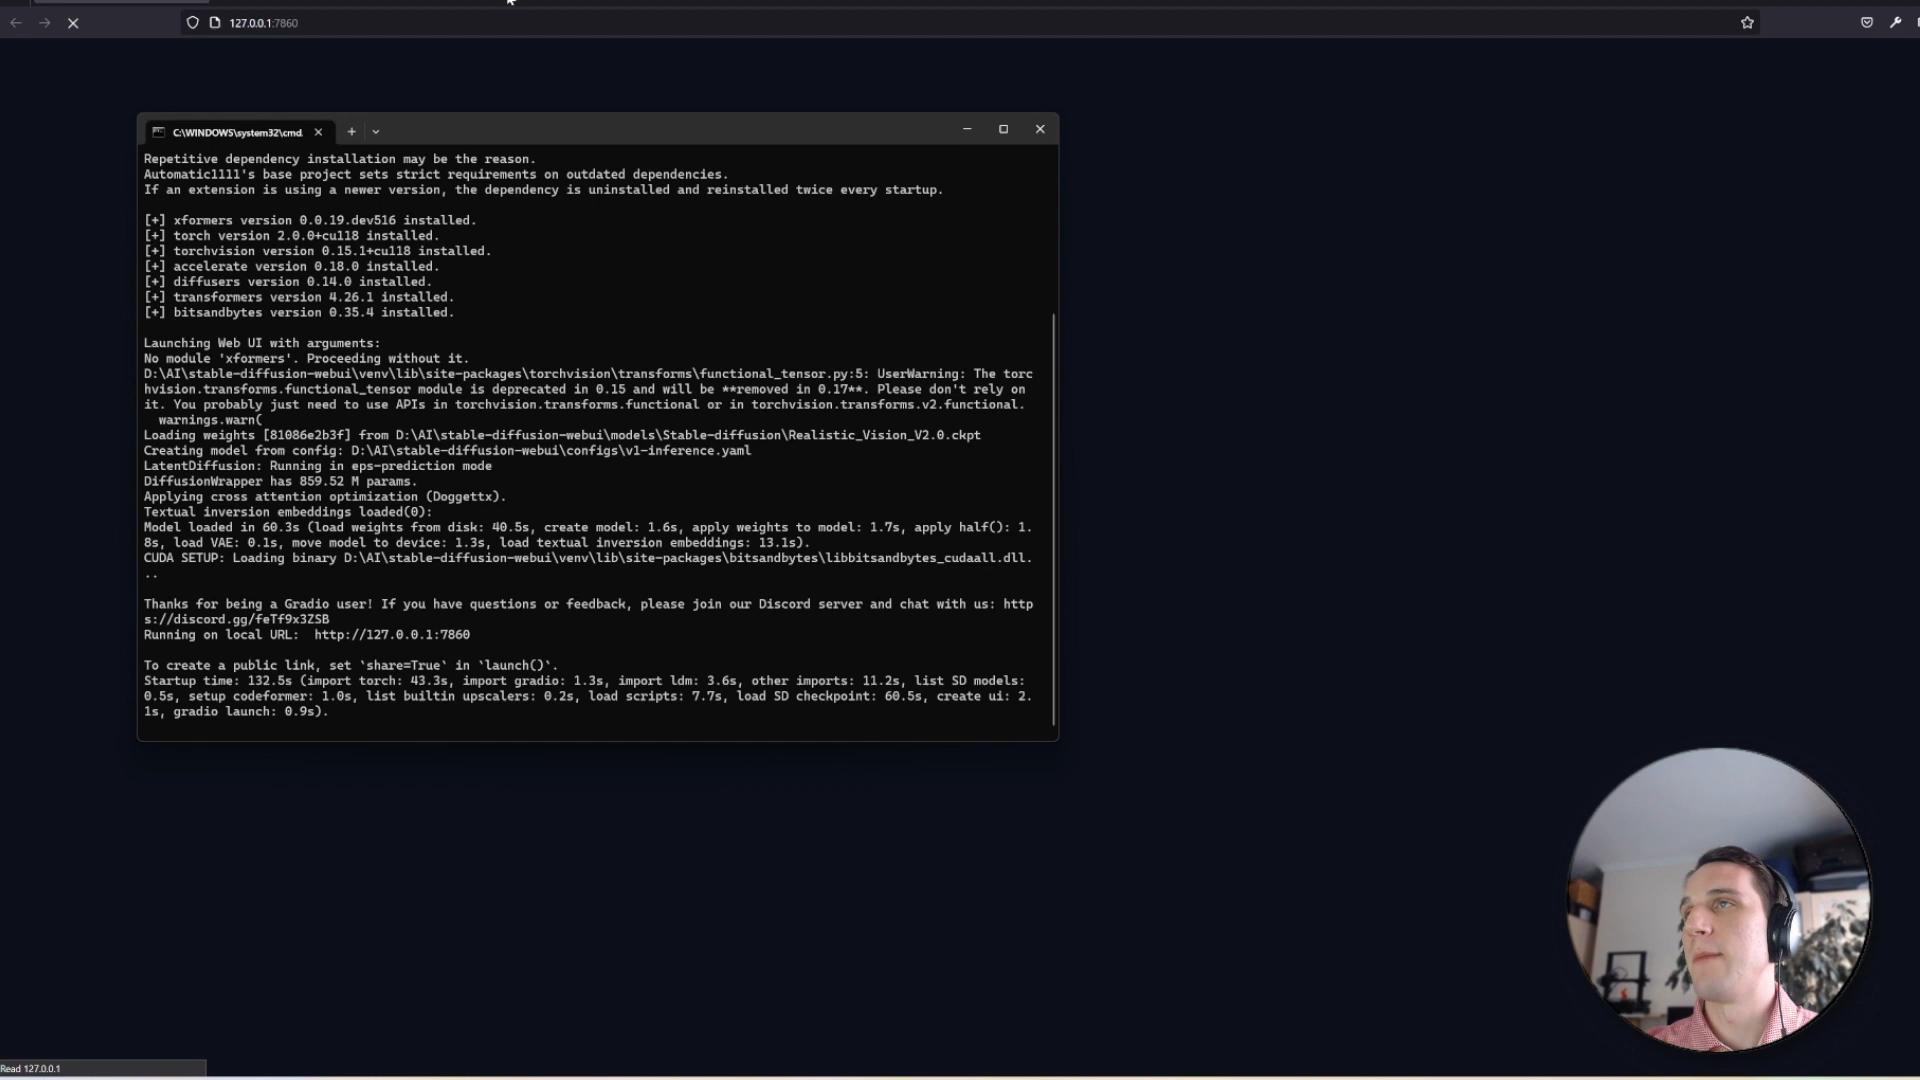 127.0.0.1:7860
C:\WINDOWS\system32\cmd.
Repetitive dependency installation may be the reason.
Automatic1111's base project sets strict requirements on outdated dependencies.
If an extension is using a newer version, the dependency is uninstalled and reinstalled twice every startup.
[+] xformers version 0.0.19.dev516 installed.
[+] torch version 2.0.0+cu118 installed.
[+] torchvision version 0.15.1+cu118 installed.
[+] accelerate version 0.18.0 installed.
[+] diffusers version 0.14.0 installed.
[+] transformers version 4.26.1 installed.
[+] bitsandbytes version 0.35.4 installed.
Launching Web UI with arguments:
No module 'xformers'. Proceeding without it.
D:\AI\stable-diffusion-webui\venv\lib\site-packages\torchvision\transforms\functional_tensor.py:5: UserWarning: The torc
hvision.transforms.functional_tensor module is deprecated in 0.15 and will be **removed in 0.17**. Please don't rely on
it. You probably just need to use APIs in torchvision.transforms.functional or in torchvision.transforms.v2.functional.
warnings.warn(
Loading weights [81086e2b3f] from D:\AI\stable-diffusion-webui\models\Stable-diffusion\Realistic_Vision_V2.0.ckpt
Creating model from config: D:\AI\stable-diffusion-webui\configs\v1-inference.yaml
LatentDiffusion: Running in eps-prediction mode
DiffusionWrapper has 859.52 M params.
Applying cross attention optimization (Doggettx).
Textual inversion embeddings loaded(0):
Model loaded in 60.3s (load weights from disk: 40.5s, create model: 1.6s, apply weights to model: 1.7s, apply half(): 1.
8s, load VAE: 0.1s, move model to device: 1.3s, load textual inversion embeddings: 13.1s).
CUDA SETUP: Loading binary D:\AI\stable-diffusion-webui\venv\lib\site-packages\bitsandbytes\libbitsandbytes_cudaall.dll.
..
Thanks for being a Gradio user! If you have questions or feedback, please join our Discord server and chat with us: http
s://discord.gg/feTf9x3ZSB
Running on local URL:  http://127.0.0.1:7860
To create a public link, set `share=True` in `launch()`.
Startup time: 132.5s (import torch: 43.3s, import gradio: 1.3s, import ldm: 3.6s, other imports: 11.2s, list SD models:
0.5s, setup codeformer: 1.0s, list builtin upscalers: 0.2s, load scripts: 7.7s, load SD checkpoint: 60.5s, create ui: 2.
1s, gradio launch: 0.9s).
Read 127.0.0.1